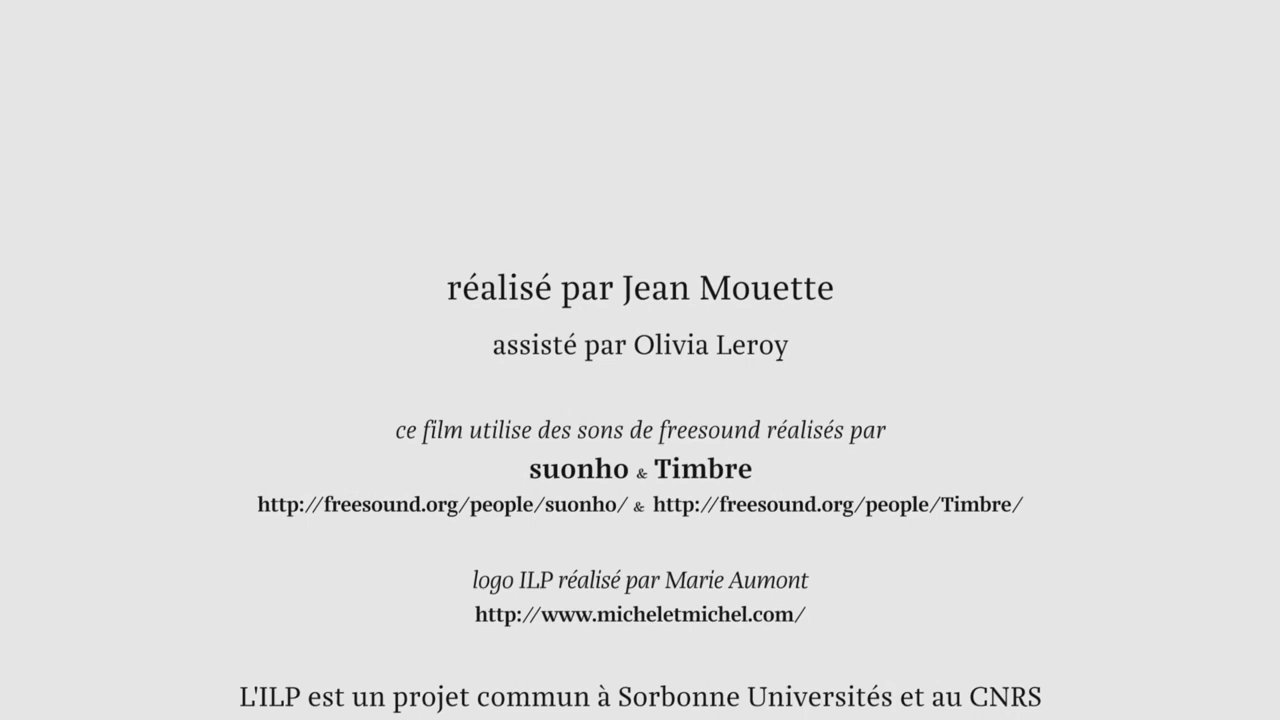 réalisé par Jean Mouette
assisté par Olivia Leroy
ce film utilise des sons de freesound réalisés par
suonho & Timbre
http://freesound.org/people/suonho/ & http://freesound.org/people/Timbre/
logo ILP réalisé par Marie Aumont
http://www.micheletmichel.com/
L'ILP est un projet commun à Sorbonne Universités et au CNRS